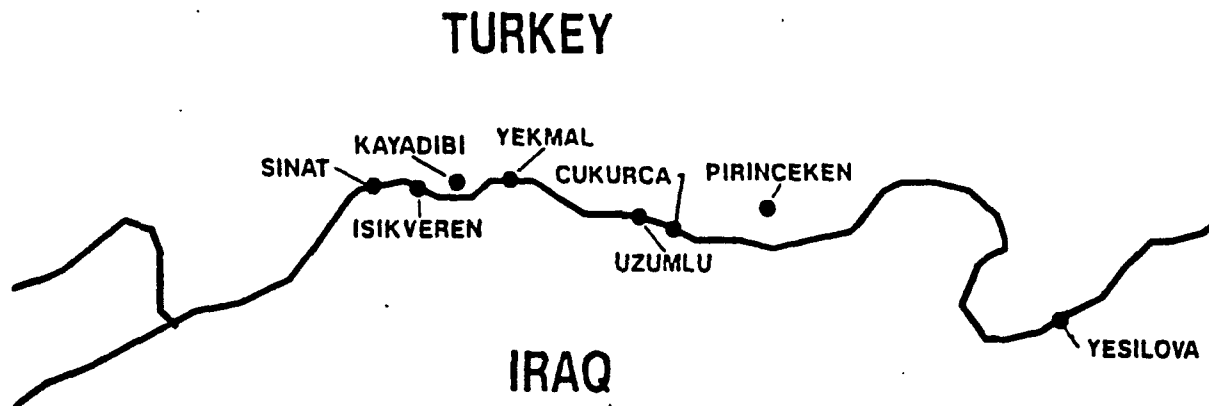 TURKEY
KAYADIBI
YEKMAL
SINAT
CUKURCA
PIRINCEKEN
ISIKVEREN
UZUMLU
YESILOVA
IRAQ